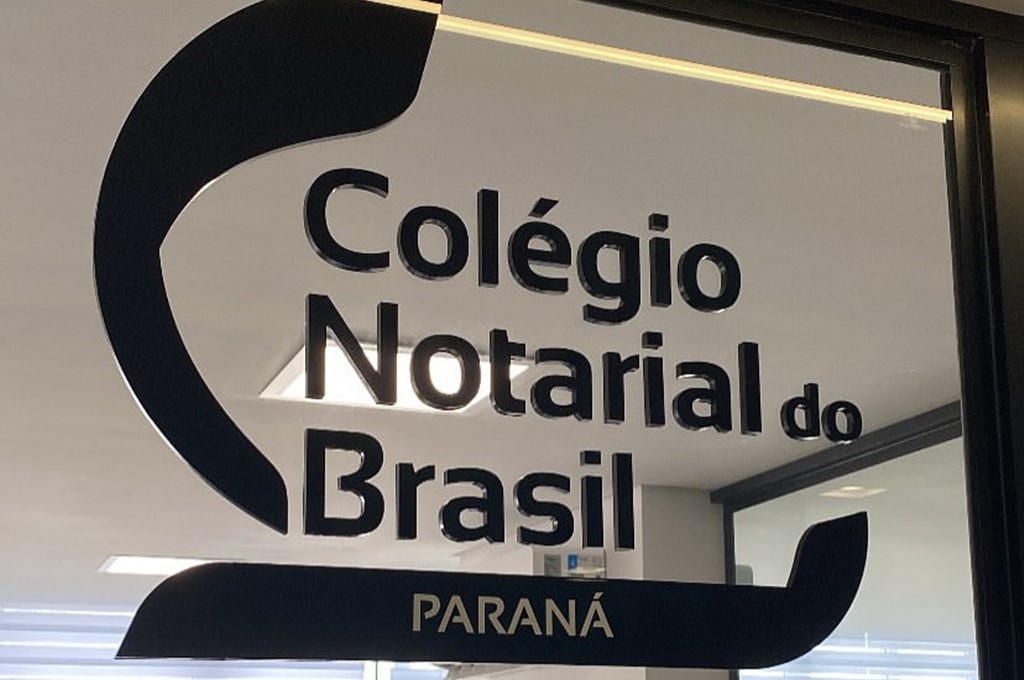 Colégio
Notarial do
Brasil
PARANÁ